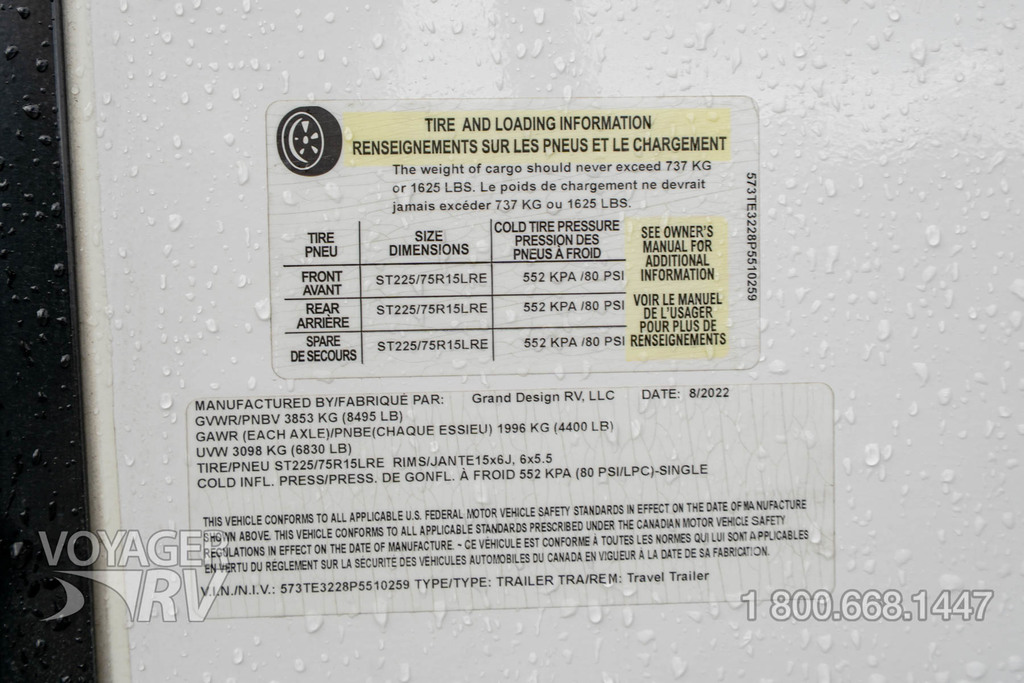 TIRE AND LOADING INFORMATION
RENSEIGNEMENTS SUR LES PNEUS ET LE CHARGEMENT
The weight of cargo should never exceed 737 KG
or 1625 LBS. Le poids de chargement ne devrait
jamais excéder 737 KG ou 1625 LBS.
TIRE
PNEU
SIZE
DIMENSIONS
COLD TIRE PRESSURE
PRESSION DES
PNEUS À FROID
FRONT
AVANT
ST225/75R15LRE
552 KPA /80 PSI
REAR
ARRIÈRE
ST225/75R15LRE
552 KPA /80 PSI
SPARE
DE SECOURS
ST225/75R15LRE
552 KPA /80 PSI
SEE OWNER'S
MANUAL FOR
ADDITIONAL
INFORMATION
VOIR LE MANUEL
DE L'USAGER
POUR PLUS DE
RENSEIGNEMENTS
573TE3228P5510259
MANUFACTURED BY/FABRIQUÉ PAR: Grand Design RV, LLC DATE: 8/2022
GVWR/PNBV 3853 KG (8495 LB)
GAWR (EACH AXLE)/PNBE(CHAQUE ESSIEU) 1996 KG (4400 LB)
UVW 3098 KG (6830 LB)
TIRE/PNEU ST225/75R15LRE RIMS/JANTE15x6J, 6x5.5
COLD INFL. PRESS/PRESS. DE GONFL. À FROID 552 KPA (80 PSI/LPC)-SINGLE
THIS VEHICLE CONFORMS TO ALL APPLICABLE U.S. FEDERAL MOTOR VEHICLE SAFETY STANDARDS IN EFFECT ON THE DATE OF MANUFACTURE
SHOWN ABOVE. THIS VEHICLE CONFORMS TO ALL APPLICABLE STANDARDS PRESCRIBED UNDER THE CANADIAN MOTOR VEHICLE SAFETY
REGULATIONS IN EFFECT ON THE DATE OF MANUFACTURE. - CE VÉHICULE EST CONFORME À TOUTES LES NORMES QUI LUI SONT APPLICABLES
EN VERTU DU RÈGLEMENT SUR LA SÉCURITÉ DES VÉHICULES AUTOMOBILES DU CANADA EN VIGUEUR À LA DATE DE SA FABRICATION.
V.I.N./N.I.V.: 573TE3228P5510259 TYPE/TYPE: TRAILER TRA/REM: Travel Trailer
VOYAGER
RV
1 800.668.1447